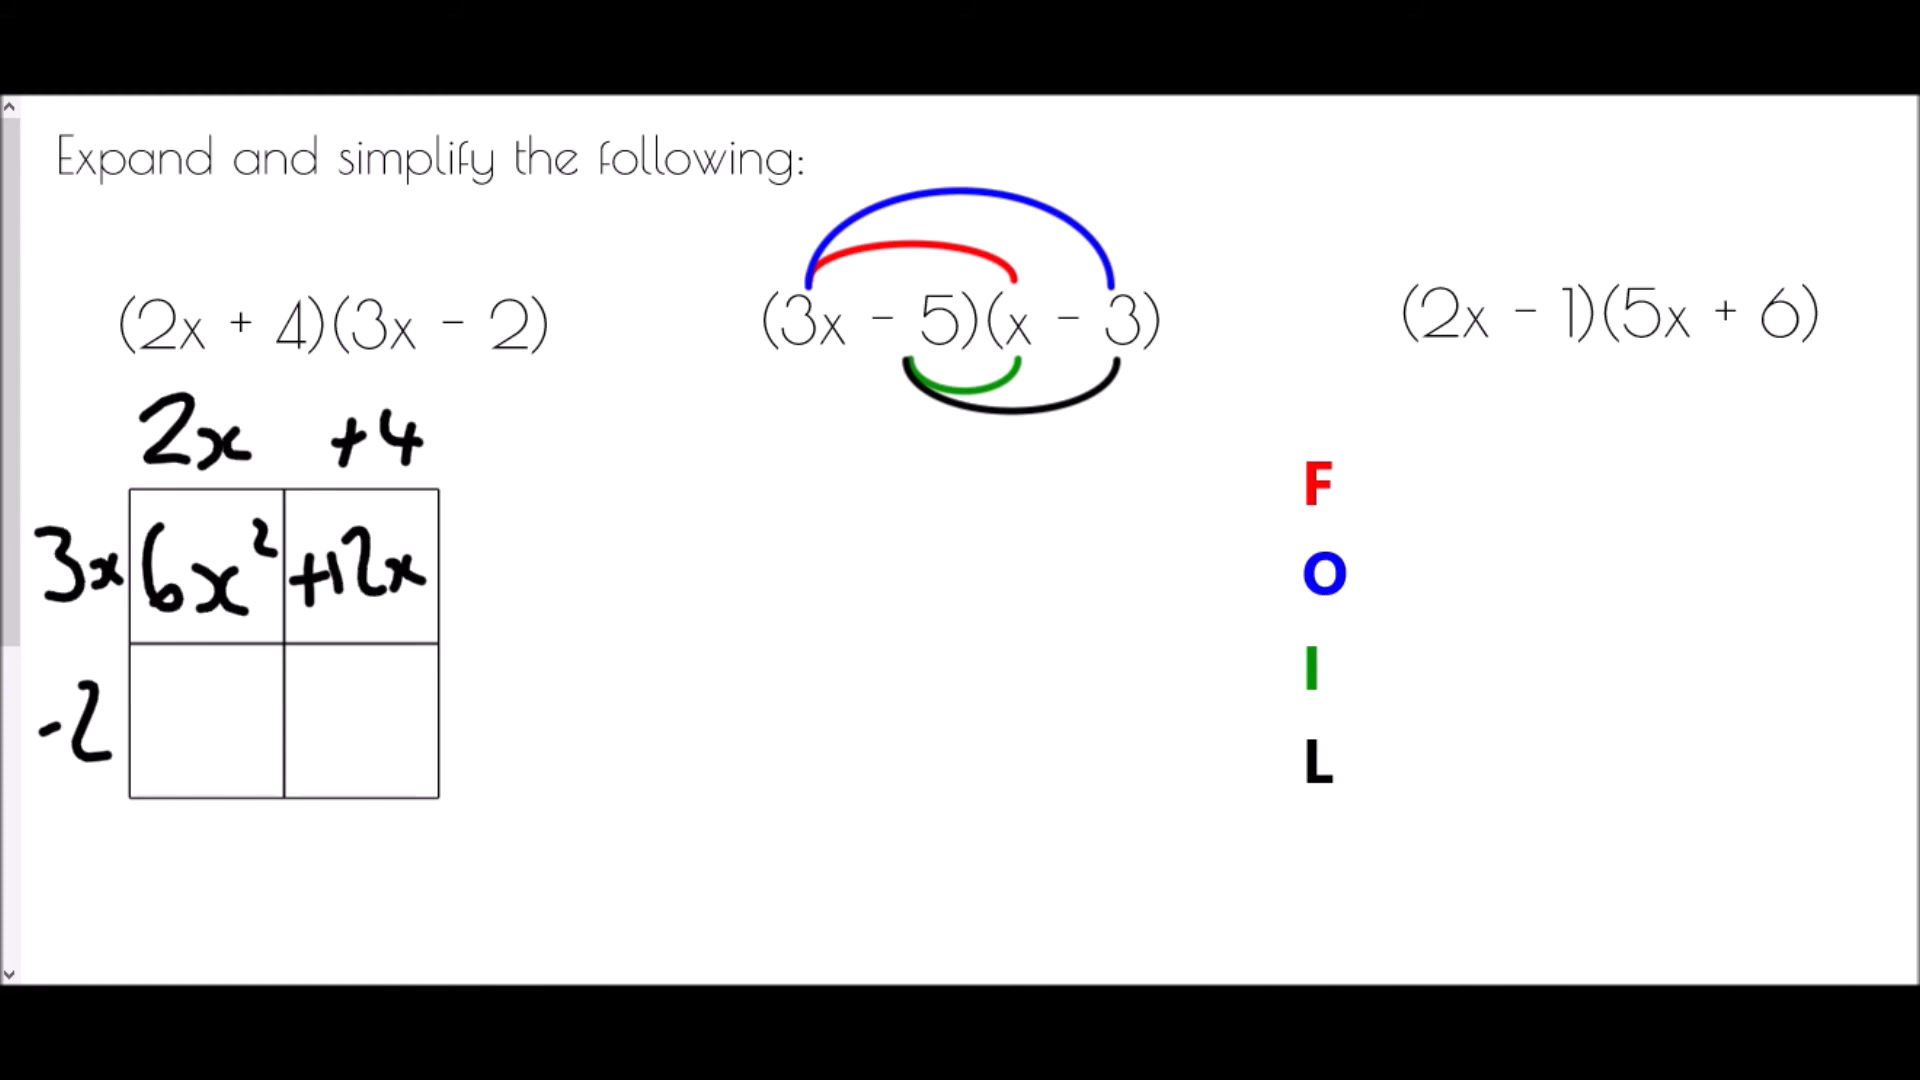 Expand and simplify the following:
(2x + 4)(3x - 2)
(3x - 5)(x - 3)
(2x - 1)(5x + 6)
2x +4
3x 6x² +12x
-2
F
O
I
L